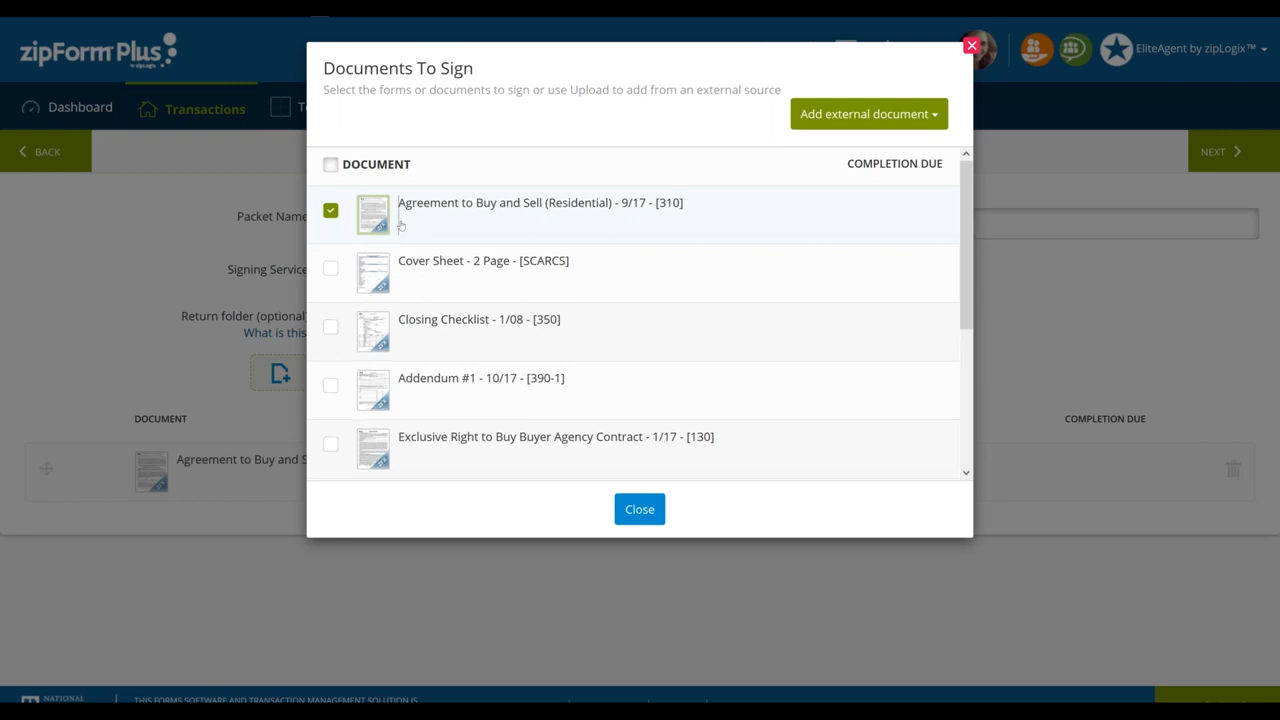 zipForm Plus
by zipLogix
EliteAgent by zipLogix™
Dashboard
Transactions
BACK
NEXT
Documents To Sign
Select the forms or documents to sign or use Upload to add from an external source
Add external document
DOCUMENT
COMPLETION DUE
Agreement to Buy and Sell (Residential) - 9/17 - [310]
Cover Sheet - 2 Page - [SCARCS]
Closing Checklist - 1/08 - [350]
Addendum #1 - 10/17 - [390-1]
Exclusive Right to Buy Buyer Agency Contract - 1/17 - [130]
Close
Packet Name
Signing Service
Return folder (optional)
What is this
DOCUMENT
COMPLETION DUE
Agreement to Buy and S
NATIONAL
THIS FORMS SOFTWARE AND TRANSACTION MANAGEMENT SOLUTION IS